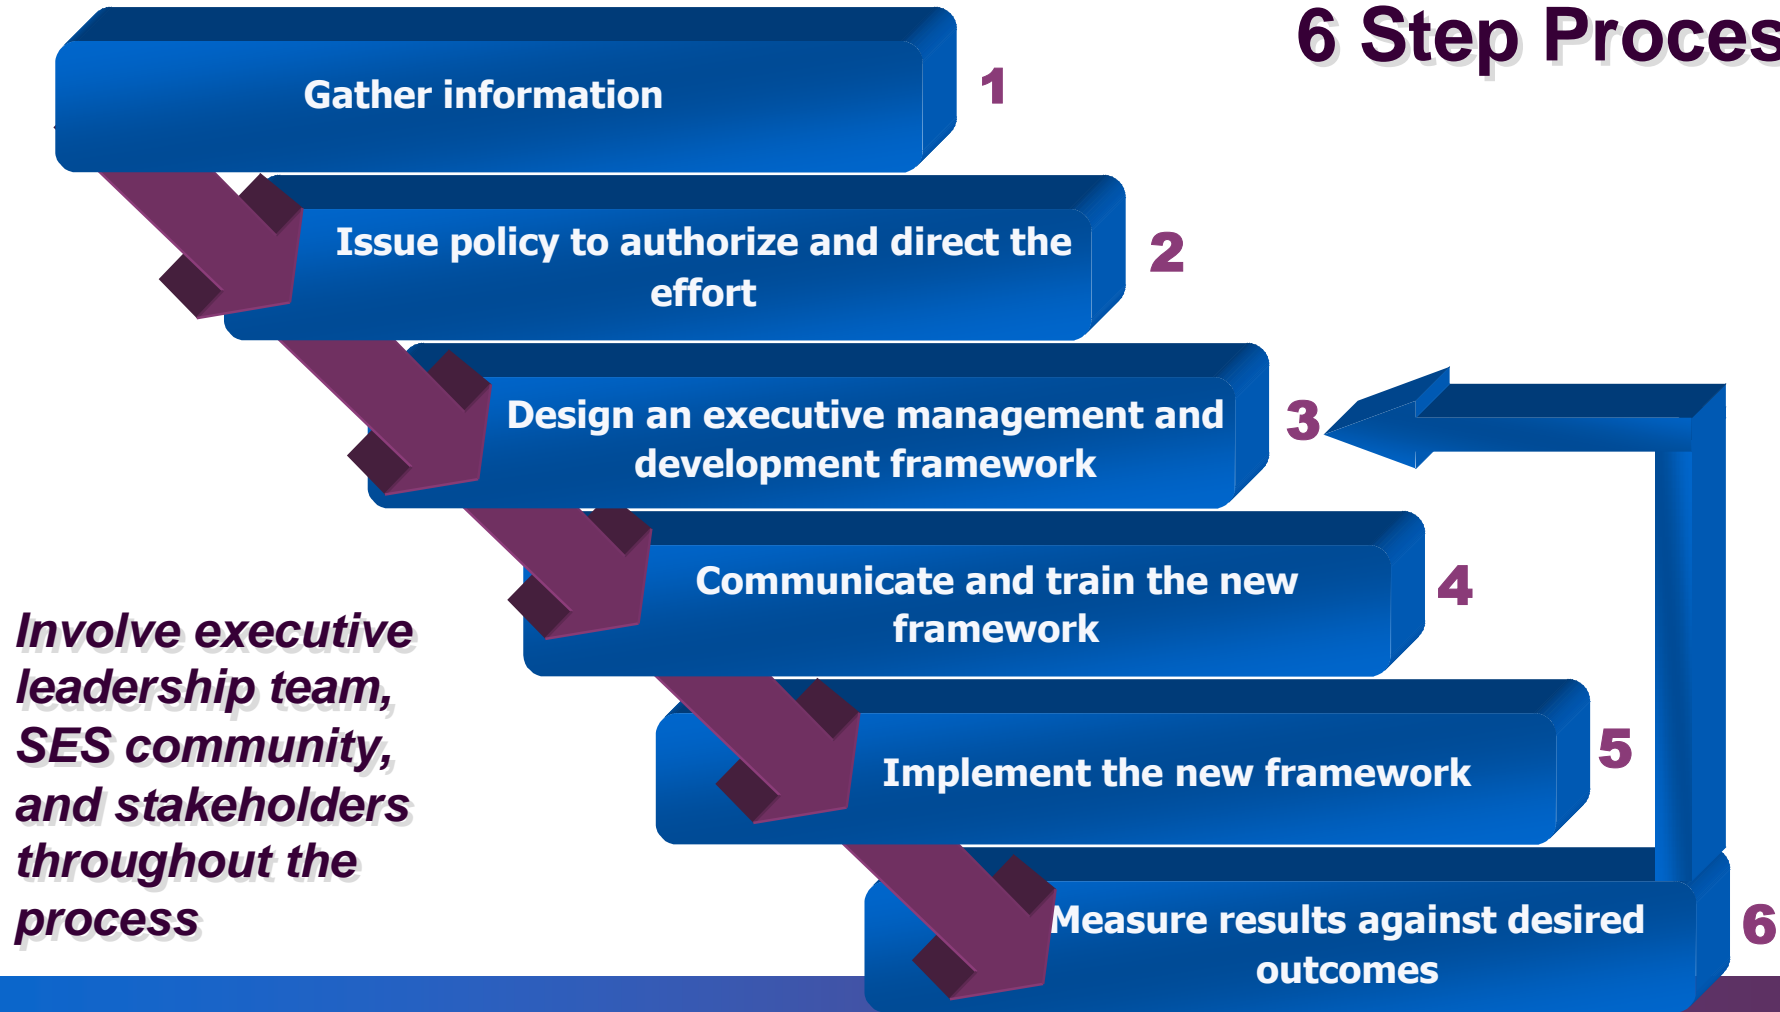 6 Step Proces
Gather information
1
Issue policy to authorize and direct the
effort
2
Design an executive management and
development framework
3
Communicate and train the new
framework
4
Implement the new framework
5
Measure results against desired
outcomes
6
Involve executive
leadership team,
SES community,
and stakeholders
throughout the
process